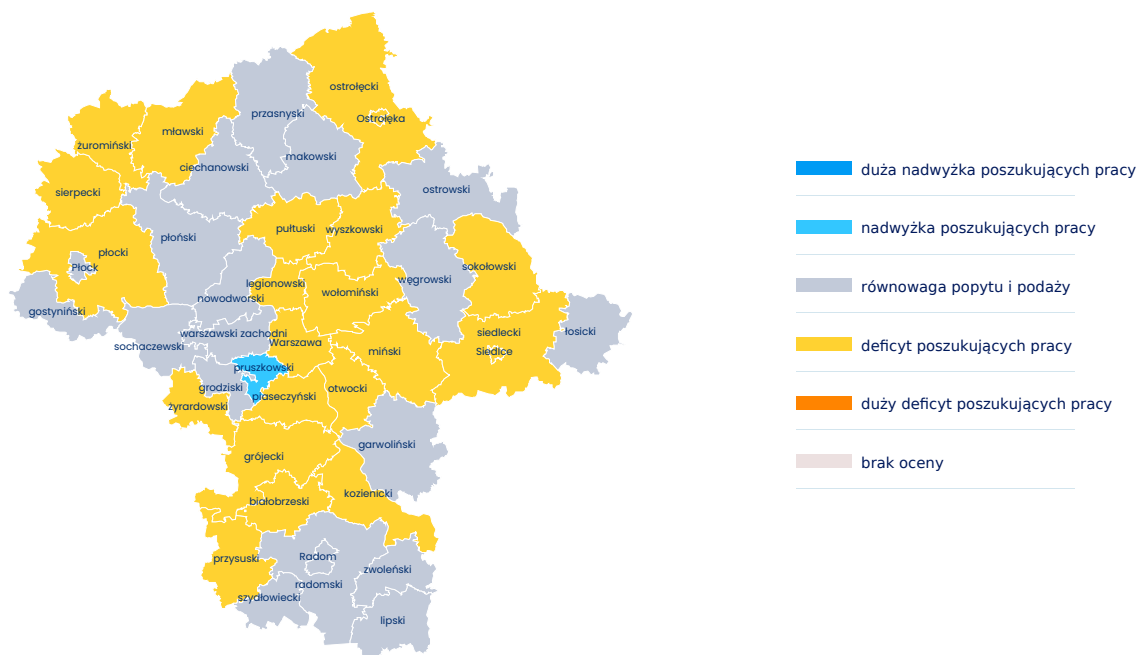 ostrołęcki
przasnyski
Ostrołęka
mławski
żuromiński
makowski
ciechanowski
sierpecki
ostrowski
pułtuski
wyszkowski
płoński
płocki
Płock
sokołowski
węgrowski
legionowski
wołomiński
nowodworski
gostyniński
warszawski zachodni
siedlecki
łosicki
sochaczewski
Warszawa
miński
Siedlce
pruszkowski
grodziski
otwocki
piaseczyński
żyrardowski
garwoliński
grójecki
kozienicki
białobrzeski
przysuski
Radom
zwoleński
radomski
szydłowiecki
lipski
duża nadwyżka poszukujących pracy
nadwyżka poszukujących pracy
równowaga popytu i podaży
deficyt poszukujących pracy
duży deficyt poszukujących pracy
brak oceny